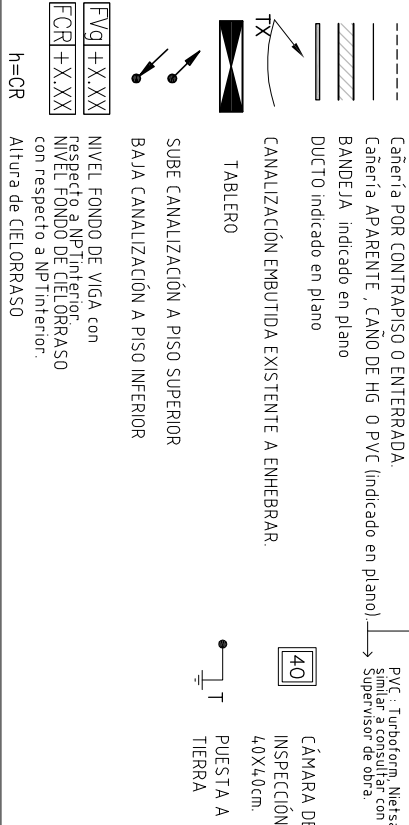 Cañería POR CONTRAPISO O ENTERRADA.
Cañería APARENTE , CAÑO DE HG O PVC (indicado en plano).
PVC : Turboform, Nietsa
similar a consultar con
Supervisor de obra.
BANDEJA indicado en plano
DUCTO indicado en plano
TX
CANALIZACIÓN EMBUTIDA EXISTENTE A ENHEBRAR.
TABLERO
SUBE CANALIZACIÓN A PISO SUPERIOR
BAJA CANALIZACIÓN A PISO INFERIOR
FVg +X.XX
NIVEL FONDO DE VIGA con
respecto a NPTinterior.
FCR +X.XX
NIVEL FONDO DE CIELORRASO
con respecto a NPTinterior.
h=CR
Altura de CIELORRASO
40
CÁMARA DE
INSPECCIÓN
40X40cm.
T
PUESTA A
TIERRA